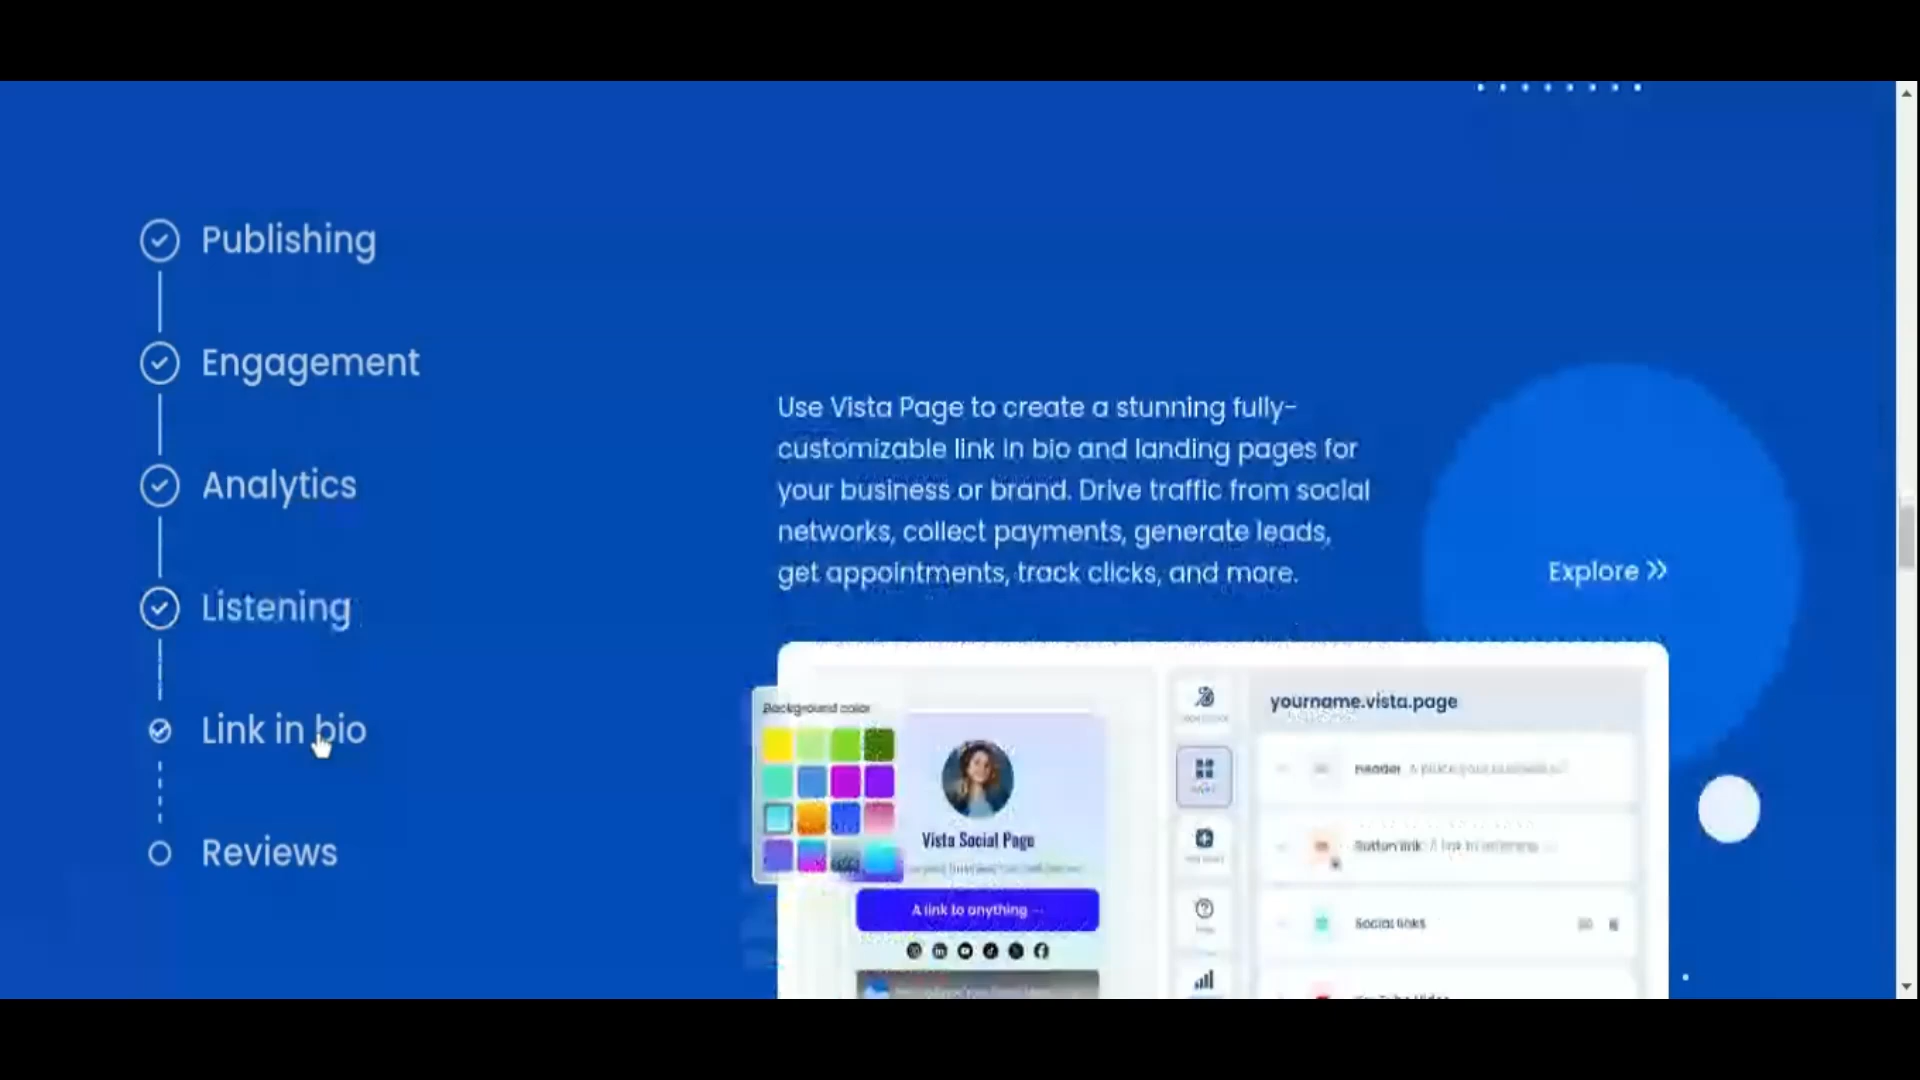 Publishing
Engagement
Analytics
Listening
Link in bio
Reviews
Use Vista Page to create a stunning fully-
customizable link in bio and landing pages for
your business or brand. Drive traffic from social
networks, collect payments, generate leads,
get appointments, track clicks, and more.
Explore
Background color
Vista Social Page
A link to anything
yourname.vista.page
Header
Button link
Social links